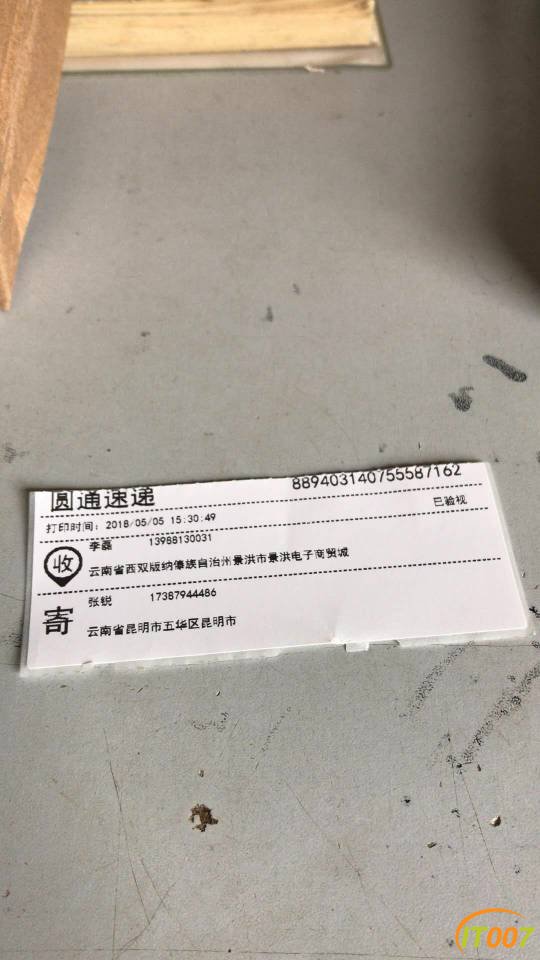 圆通速递
889403140755587162
打印时间: 2018/05/05 15:30:49
已验视
收
李磊 13988130031
云南省西双版纳傣族自治州景洪市景洪电子商贸城
寄
张锐 17387944486
云南省昆明市五华区昆明市
IT007